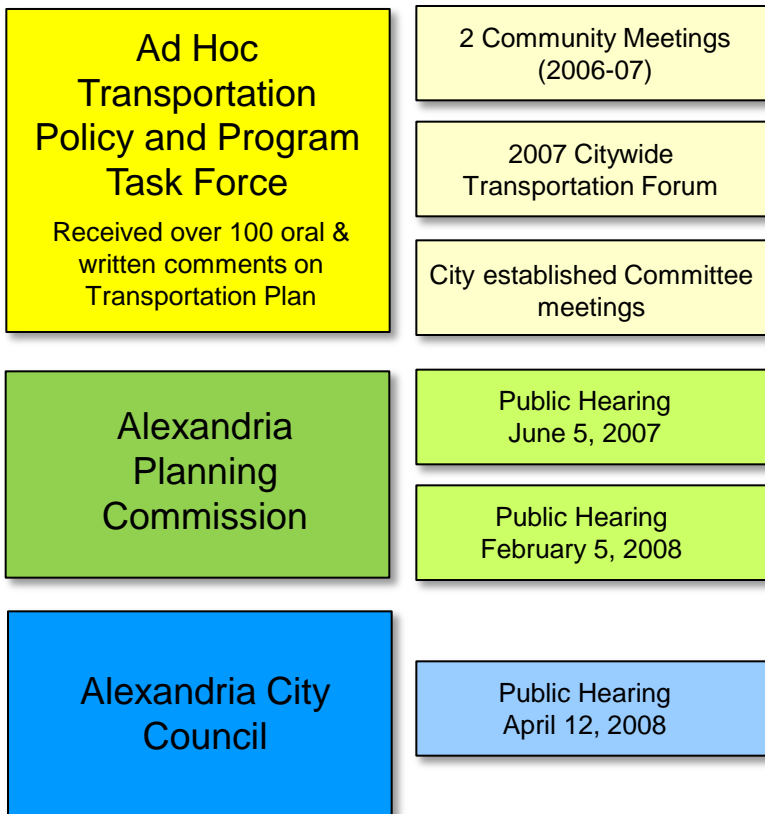 Ad Hoc
Transportation
Policy and Program
Task Force
Received over 100 oral &
written comments on
Transportation Plan
2 Community Meetings
(2006-07)
2007 Citywide
Transportation Forum
City established Committee
meetings
Alexandria
Planning
Commission
Public Hearing
June 5, 2007
Public Hearing
February 5, 2008
Alexandria City
Council
Public Hearing
April 12, 2008